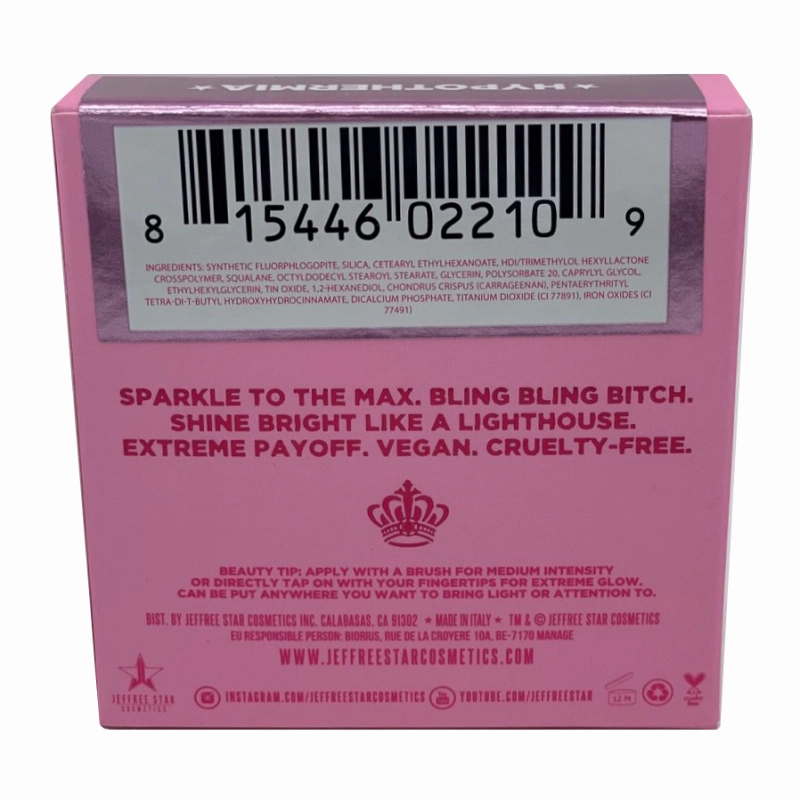 ★HYPOTHERMIA★
8 15446 02210 9
INGREDIENTS: SYNTHETIC FLUORPHLOGOPITE, SILICA, CETEARYL ETHYLHEXANOATE, HDI/TRIMETHYLOL HEXYLLACTONE
CROSSPOLYMER, SQUALANE, OCTYLDODECYL STEAROYL STEARATE, GLYCERIN, POLYSORBATE 20, CAPRYLYL GLYCOL,
ETHYLHEXYLGLYCERIN, TIN OXIDE, 1,2-HEXANEDIOL, CHONDRUS CRISPUS (CARRAGEENAN), PENTAERYTHRITYL
TETRA-DI-T-BUTYL HYDROXYHYDROCINNAMATE, DICALCIUM PHOSPHATE, TITANIUM DIOXIDE (CI 77891), IRON OXIDES (CI
77491)
SPARKLE TO THE MAX. BLING BLING BITCH.
SHINE BRIGHT LIKE A LIGHTHOUSE.
EXTREME PAYOFF. VEGAN. CRUELTY-FREE.
BEAUTY TIP: APPLY WITH A BRUSH FOR MEDIUM INTENSITY
OR DIRECTLY TAP ON WITH YOUR FINGERTIPS FOR EXTREME GLOW.
CAN BE PUT ANYWHERE YOU WANT TO BRING LIGHT OR ATTENTION TO.
DIST. BY JEFFREE STAR COSMETICS INC. CALABASAS, CA 91302 ★ MADE IN ITALY ★ TM & © JEFFREE STAR COSMETICS
EU RESPONSIBLE PERSON: BIORIUS, RUE DE LA CROYERE 10A, BE-7170 MANAGE
WWW.JEFFREESTARCOSMETICS.COM
JEFFREE STAR
COSMETICS
INSTAGRAM.COM/JEFFREESTARCOSMETICS
YOUTUBE.COM/JEFFREESTAR
12 M